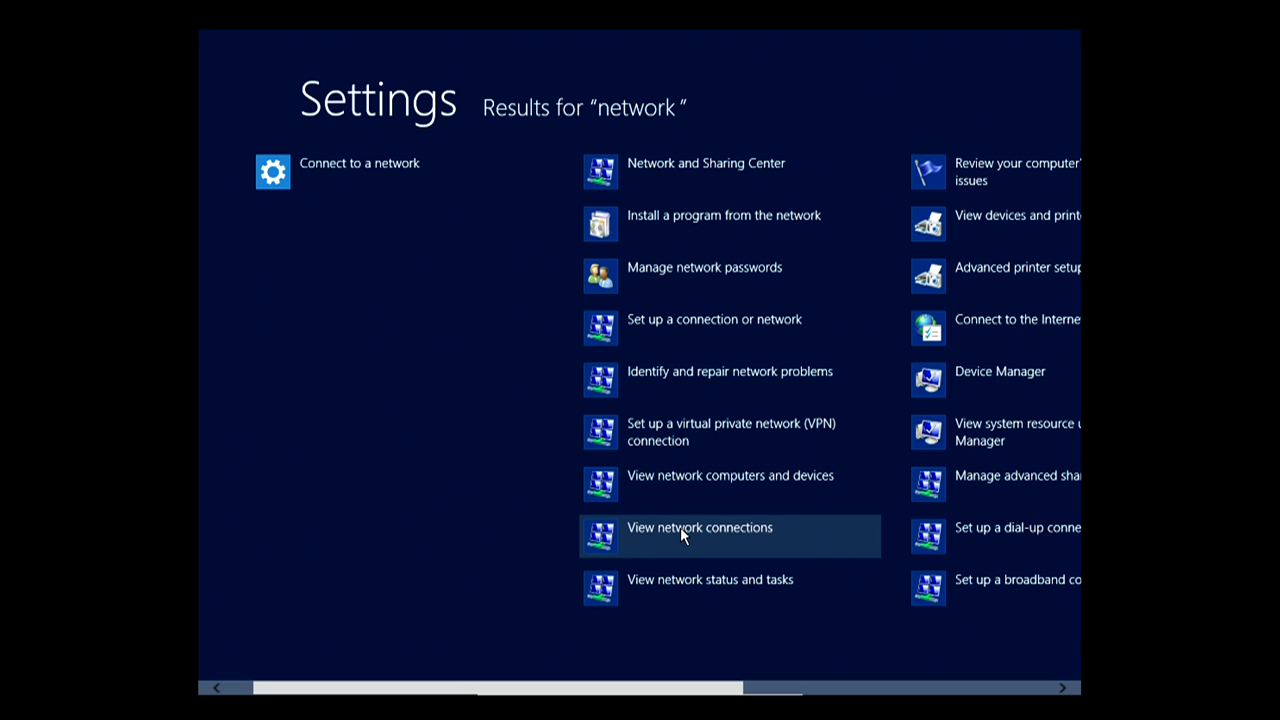 Settings Results for “network ”
Connect to a network
Network and Sharing Center
Install a program from the network
Manage network passwords
Set up a connection or network
Identify and repair network problems
Set up a virtual private network (VPN)
connection
View network computers and devices
View network connections
View network status and tasks
Review your computer'
issues
View devices and print
Advanced printer setup
Connect to the Interne
Device Manager
View system resource u
Manager
Manage advanced sha
Set up a dial-up conne
Set up a broadband co